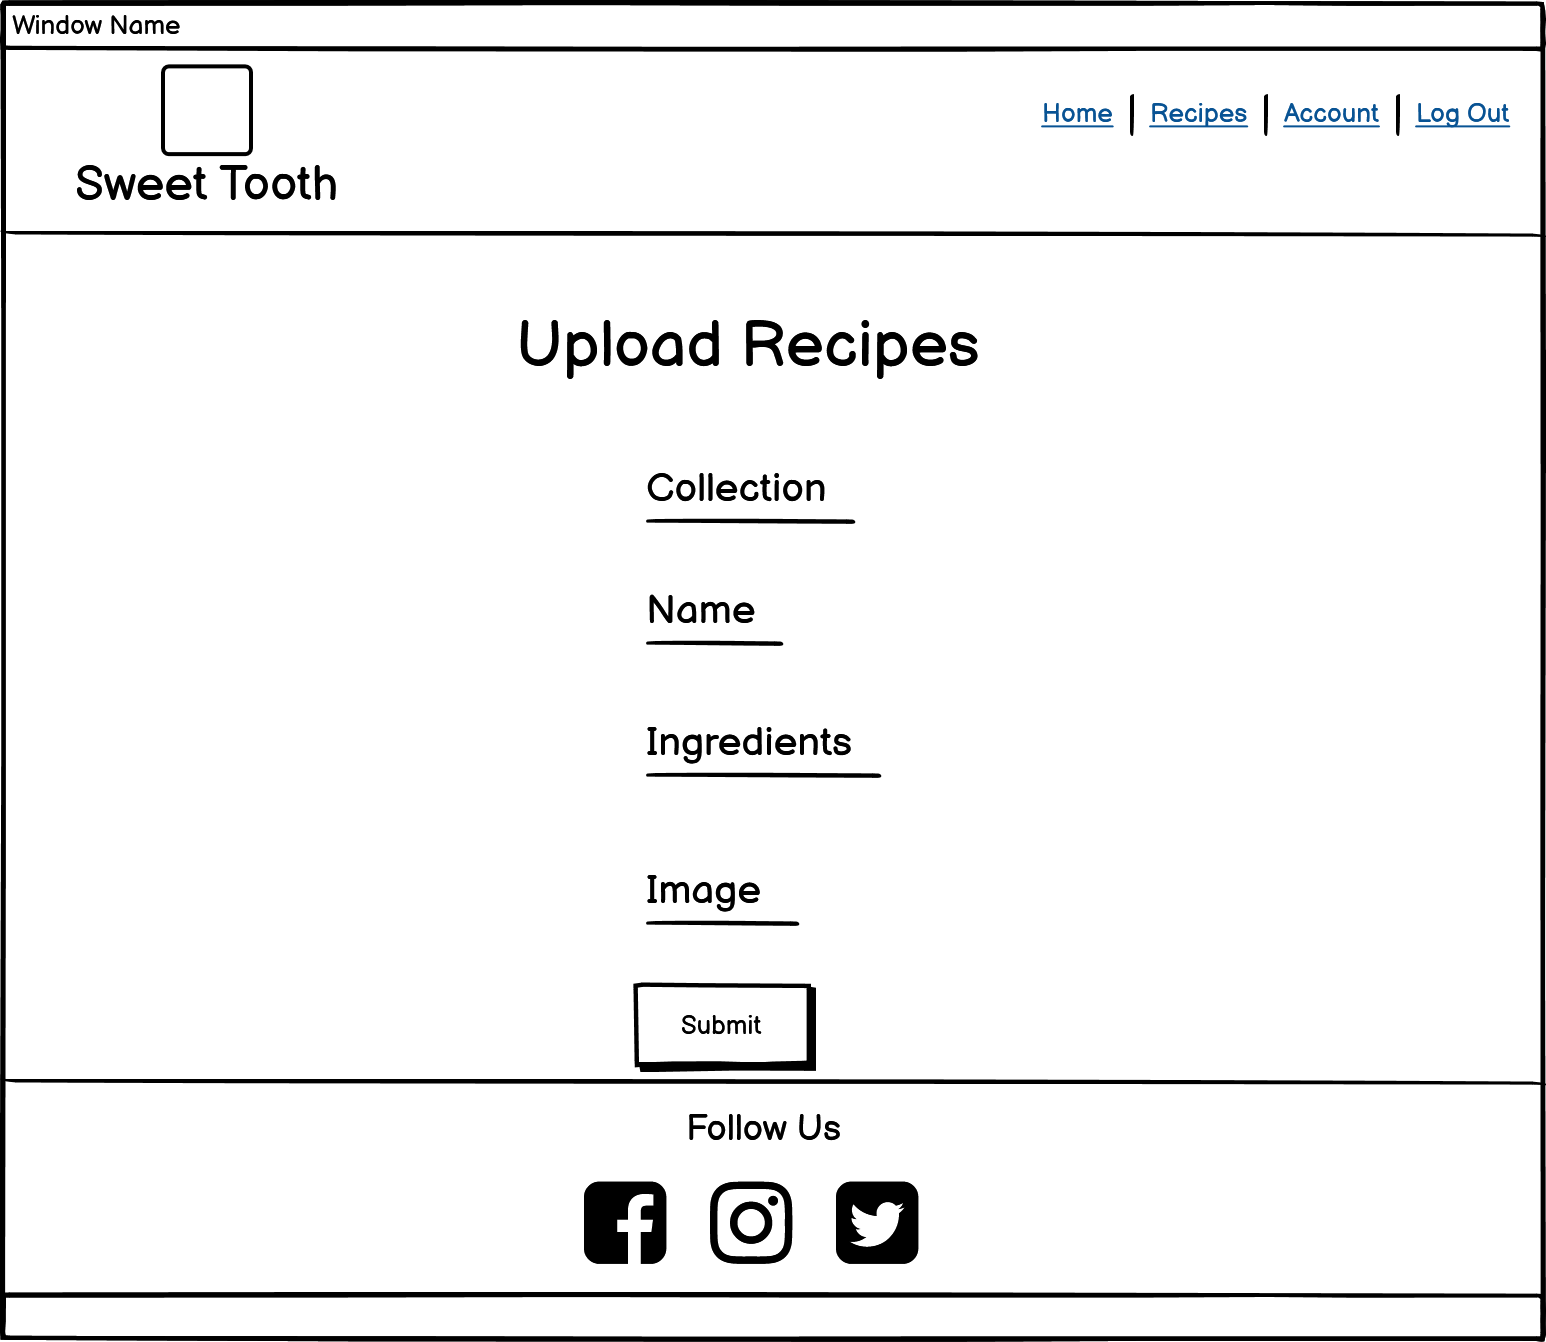 Window Name
Home | Recipes | Account | Log Out
Sweet Tooth
Upload Recipes
Collection
Name
Ingredients
Image
Submit
Follow Us